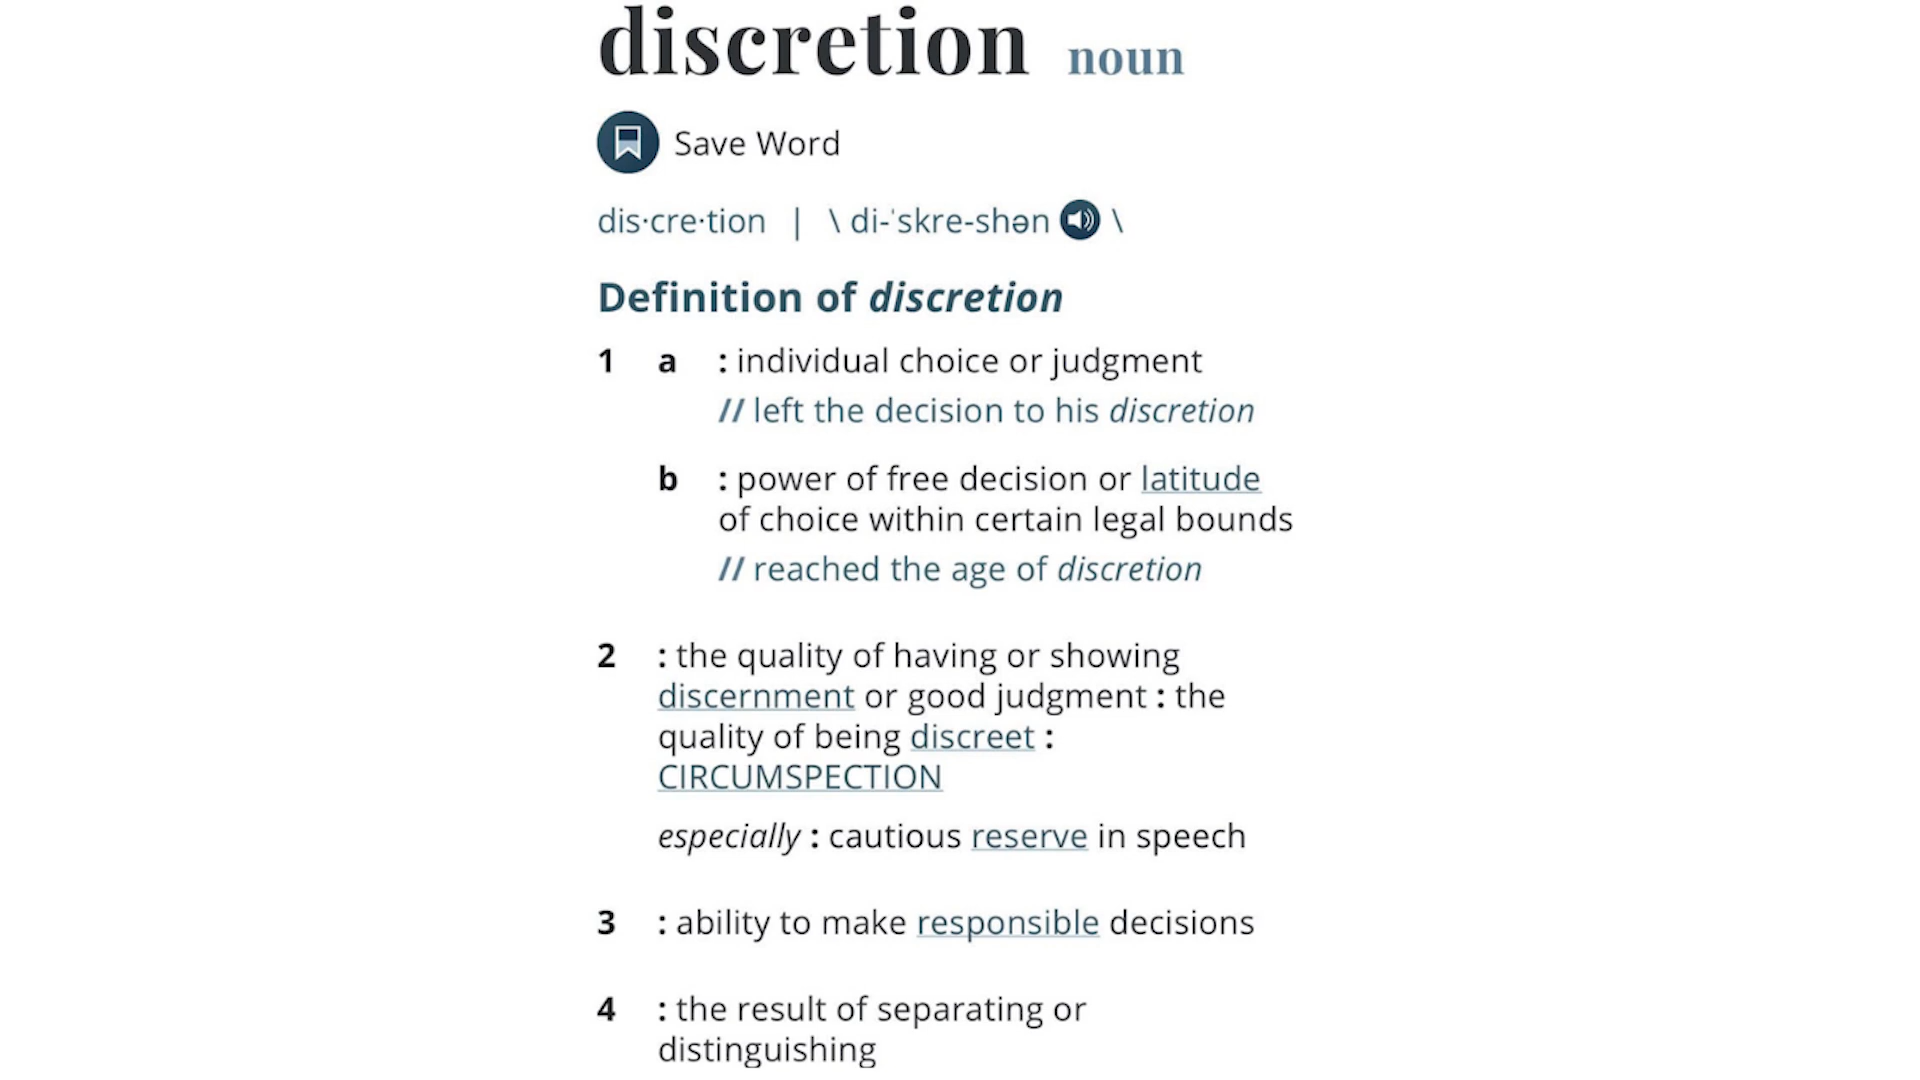 discretion noun
Save Word
dis·cre·tion | \ di-ˈskre-shən \
Definition of discretion
1 a : individual choice or judgment
// left the decision to his discretion
b : power of free decision or latitude
of choice within certain legal bounds
// reached the age of discretion
2 : the quality of having or showing
discernment or good judgment : the
quality of being discreet :
CIRCUMSPECTION
especially : cautious reserve in speech
3 : ability to make responsible decisions
4 : the result of separating or
distinguishing